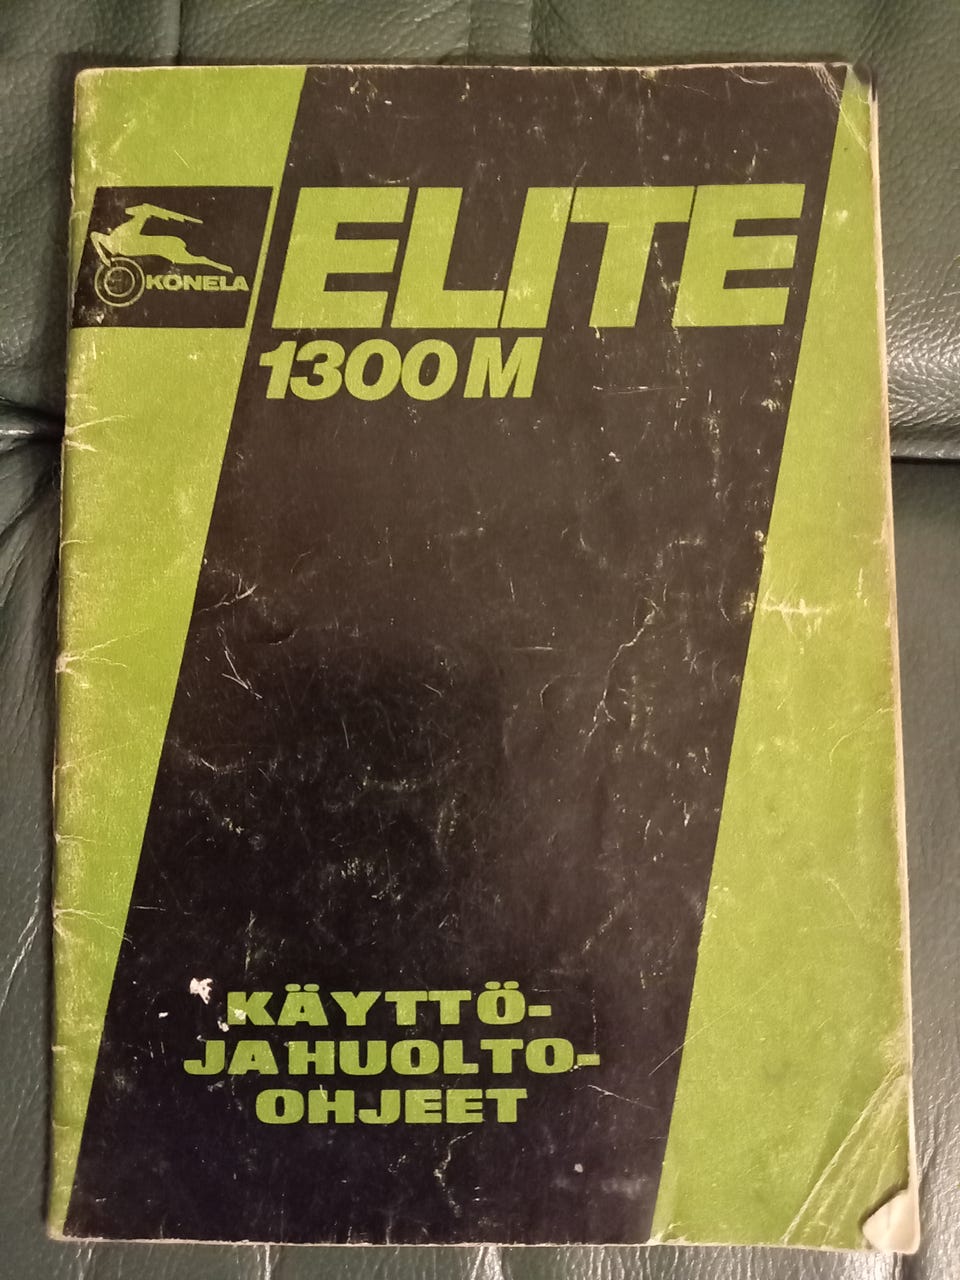 KONELA
ELITE
1300 M
KÄYTTÖ-
JA HUOLTO-
OHJEET